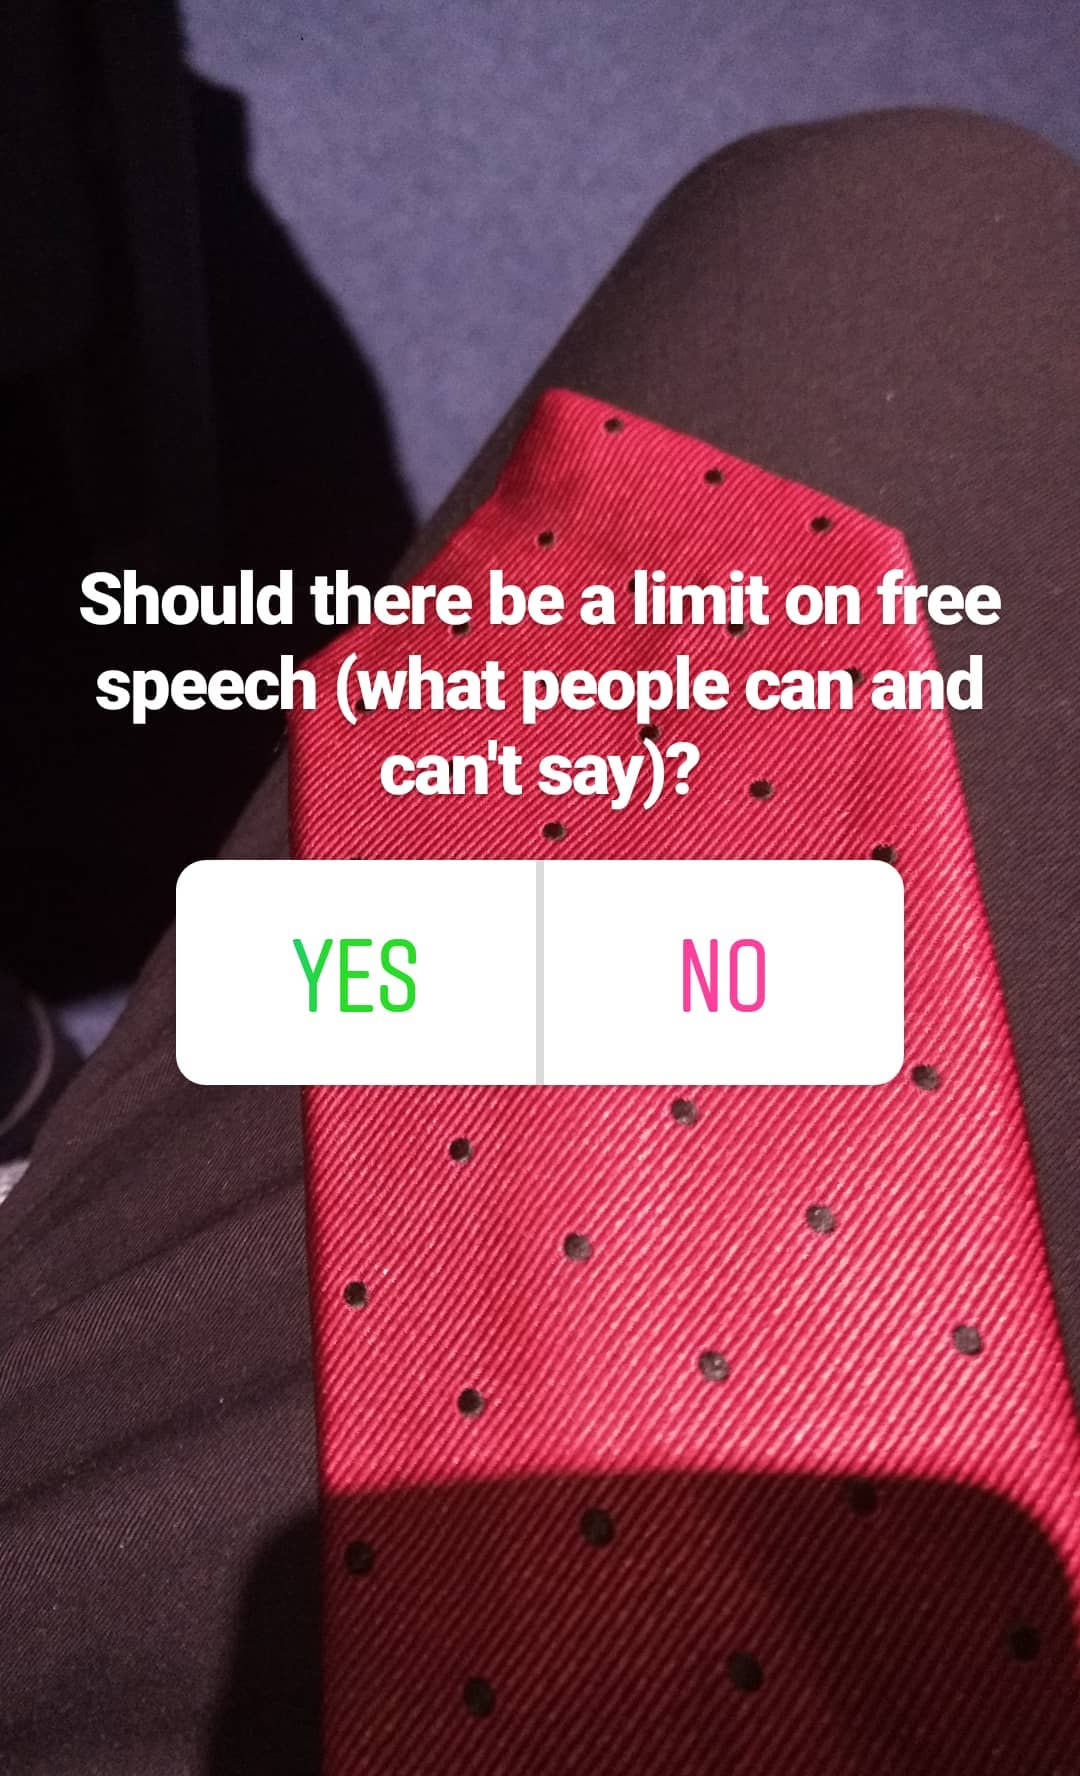 Should there be a limit on free
speech (what people can and
can't say)?
YES
NO